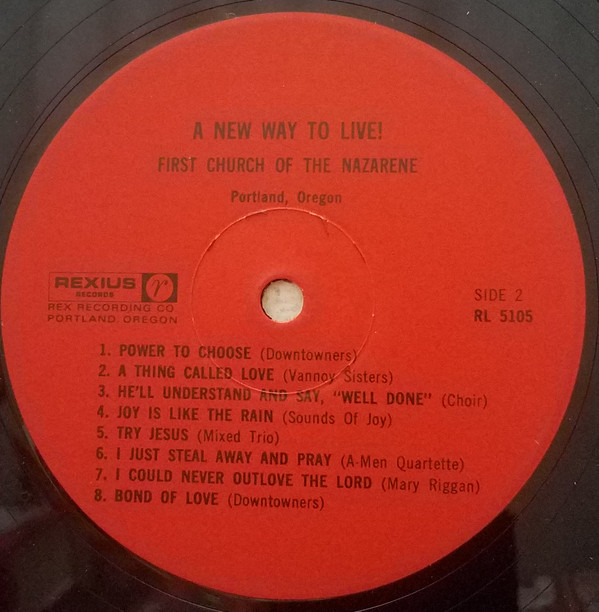 A NEW WAY TO LIVE!
FIRST CHURCH OF THE NAZARENE
Portland, Oregon
REXIUS r
RECORDS
REX RECORDING CO.
PORTLAND, OREGON
SIDE 2
RL 5105
1. POWER TO CHOOSE (Downtowners)
2. A THING CALLED LOVE (Vannoy Sisters)
3. HE'LL UNDERSTAND AND SAY, "WELL DONE" (Choir)
4. JOY IS LIKE THE RAIN (Sounds Of Joy)
5. TRY JESUS (Mixed Trio)
6. I JUST STEAL AWAY AND PRAY (A-Men Quartette)
7. I COULD NEVER OUTLOVE THE LORD (Mary Riggan)
8. BOND OF LOVE (Downtowners)